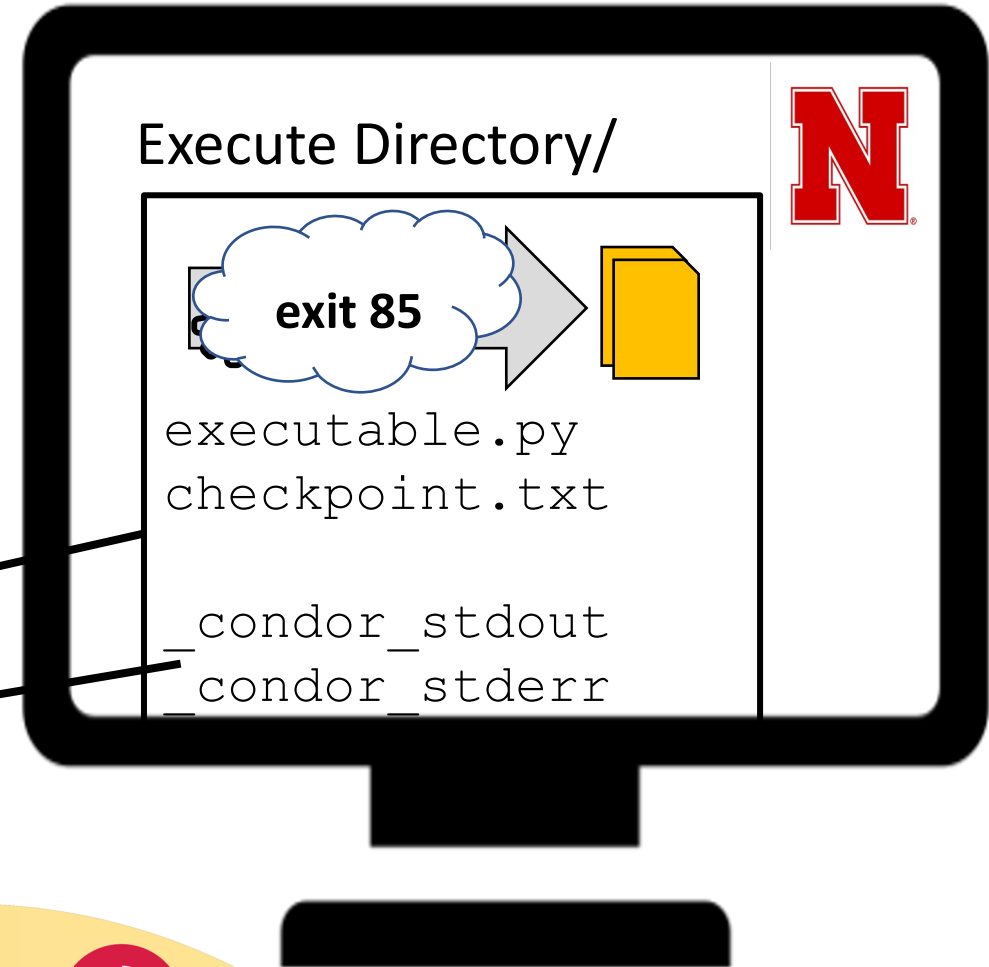 Execute Directory/
N
exit 85
executable.py
checkpoint.txt
_condor_stdout
_condor_stderr